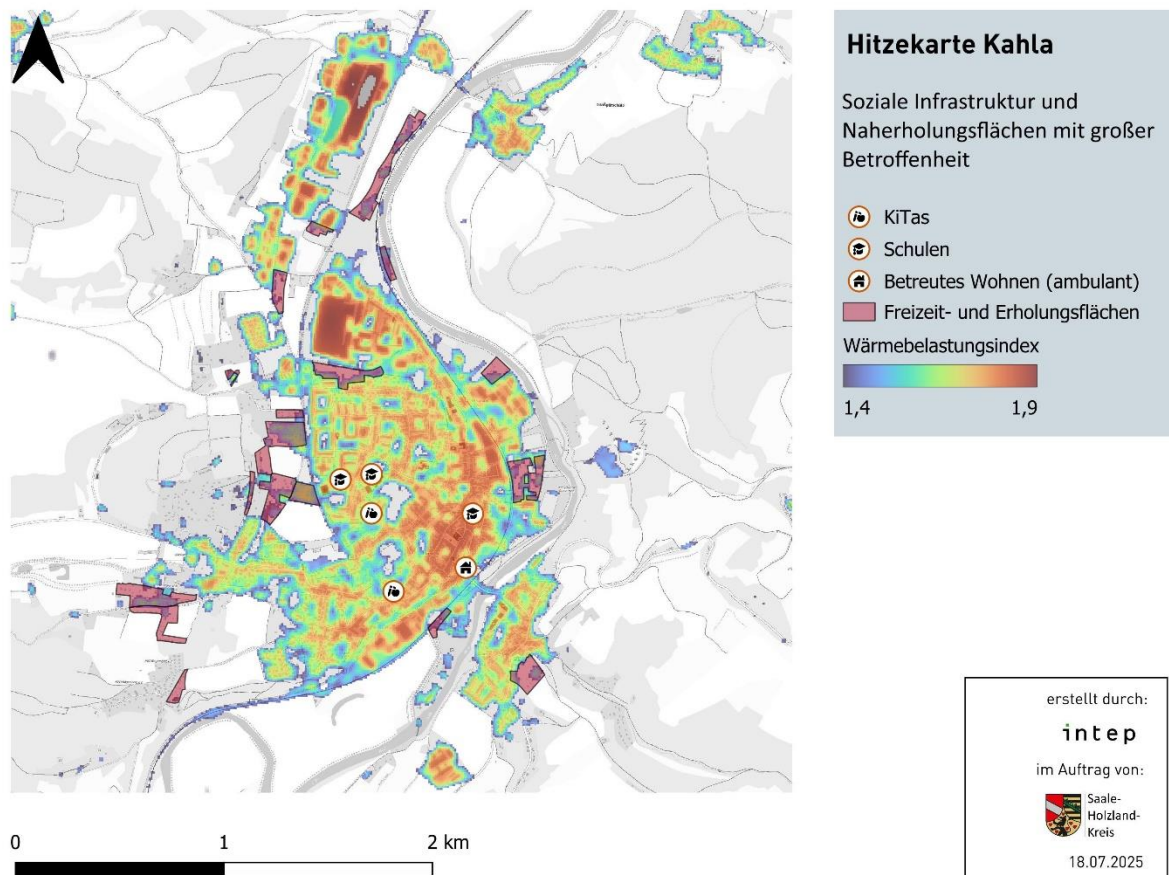 Hitzekarte Kahla
Soziale Infrastruktur und
Naherholungsflächen mit großer
Betroffenheit
KiTas
Schulen
Betreutes Wohnen (ambulant)
Freizeit- und Erholungsflächen
Wärmebelastungsindex
1,4 1,9
0 1 2 km
erstellt durch:
intep
im Auftrag von:
Saale-
Holzland-
Kreis
18.07.2025